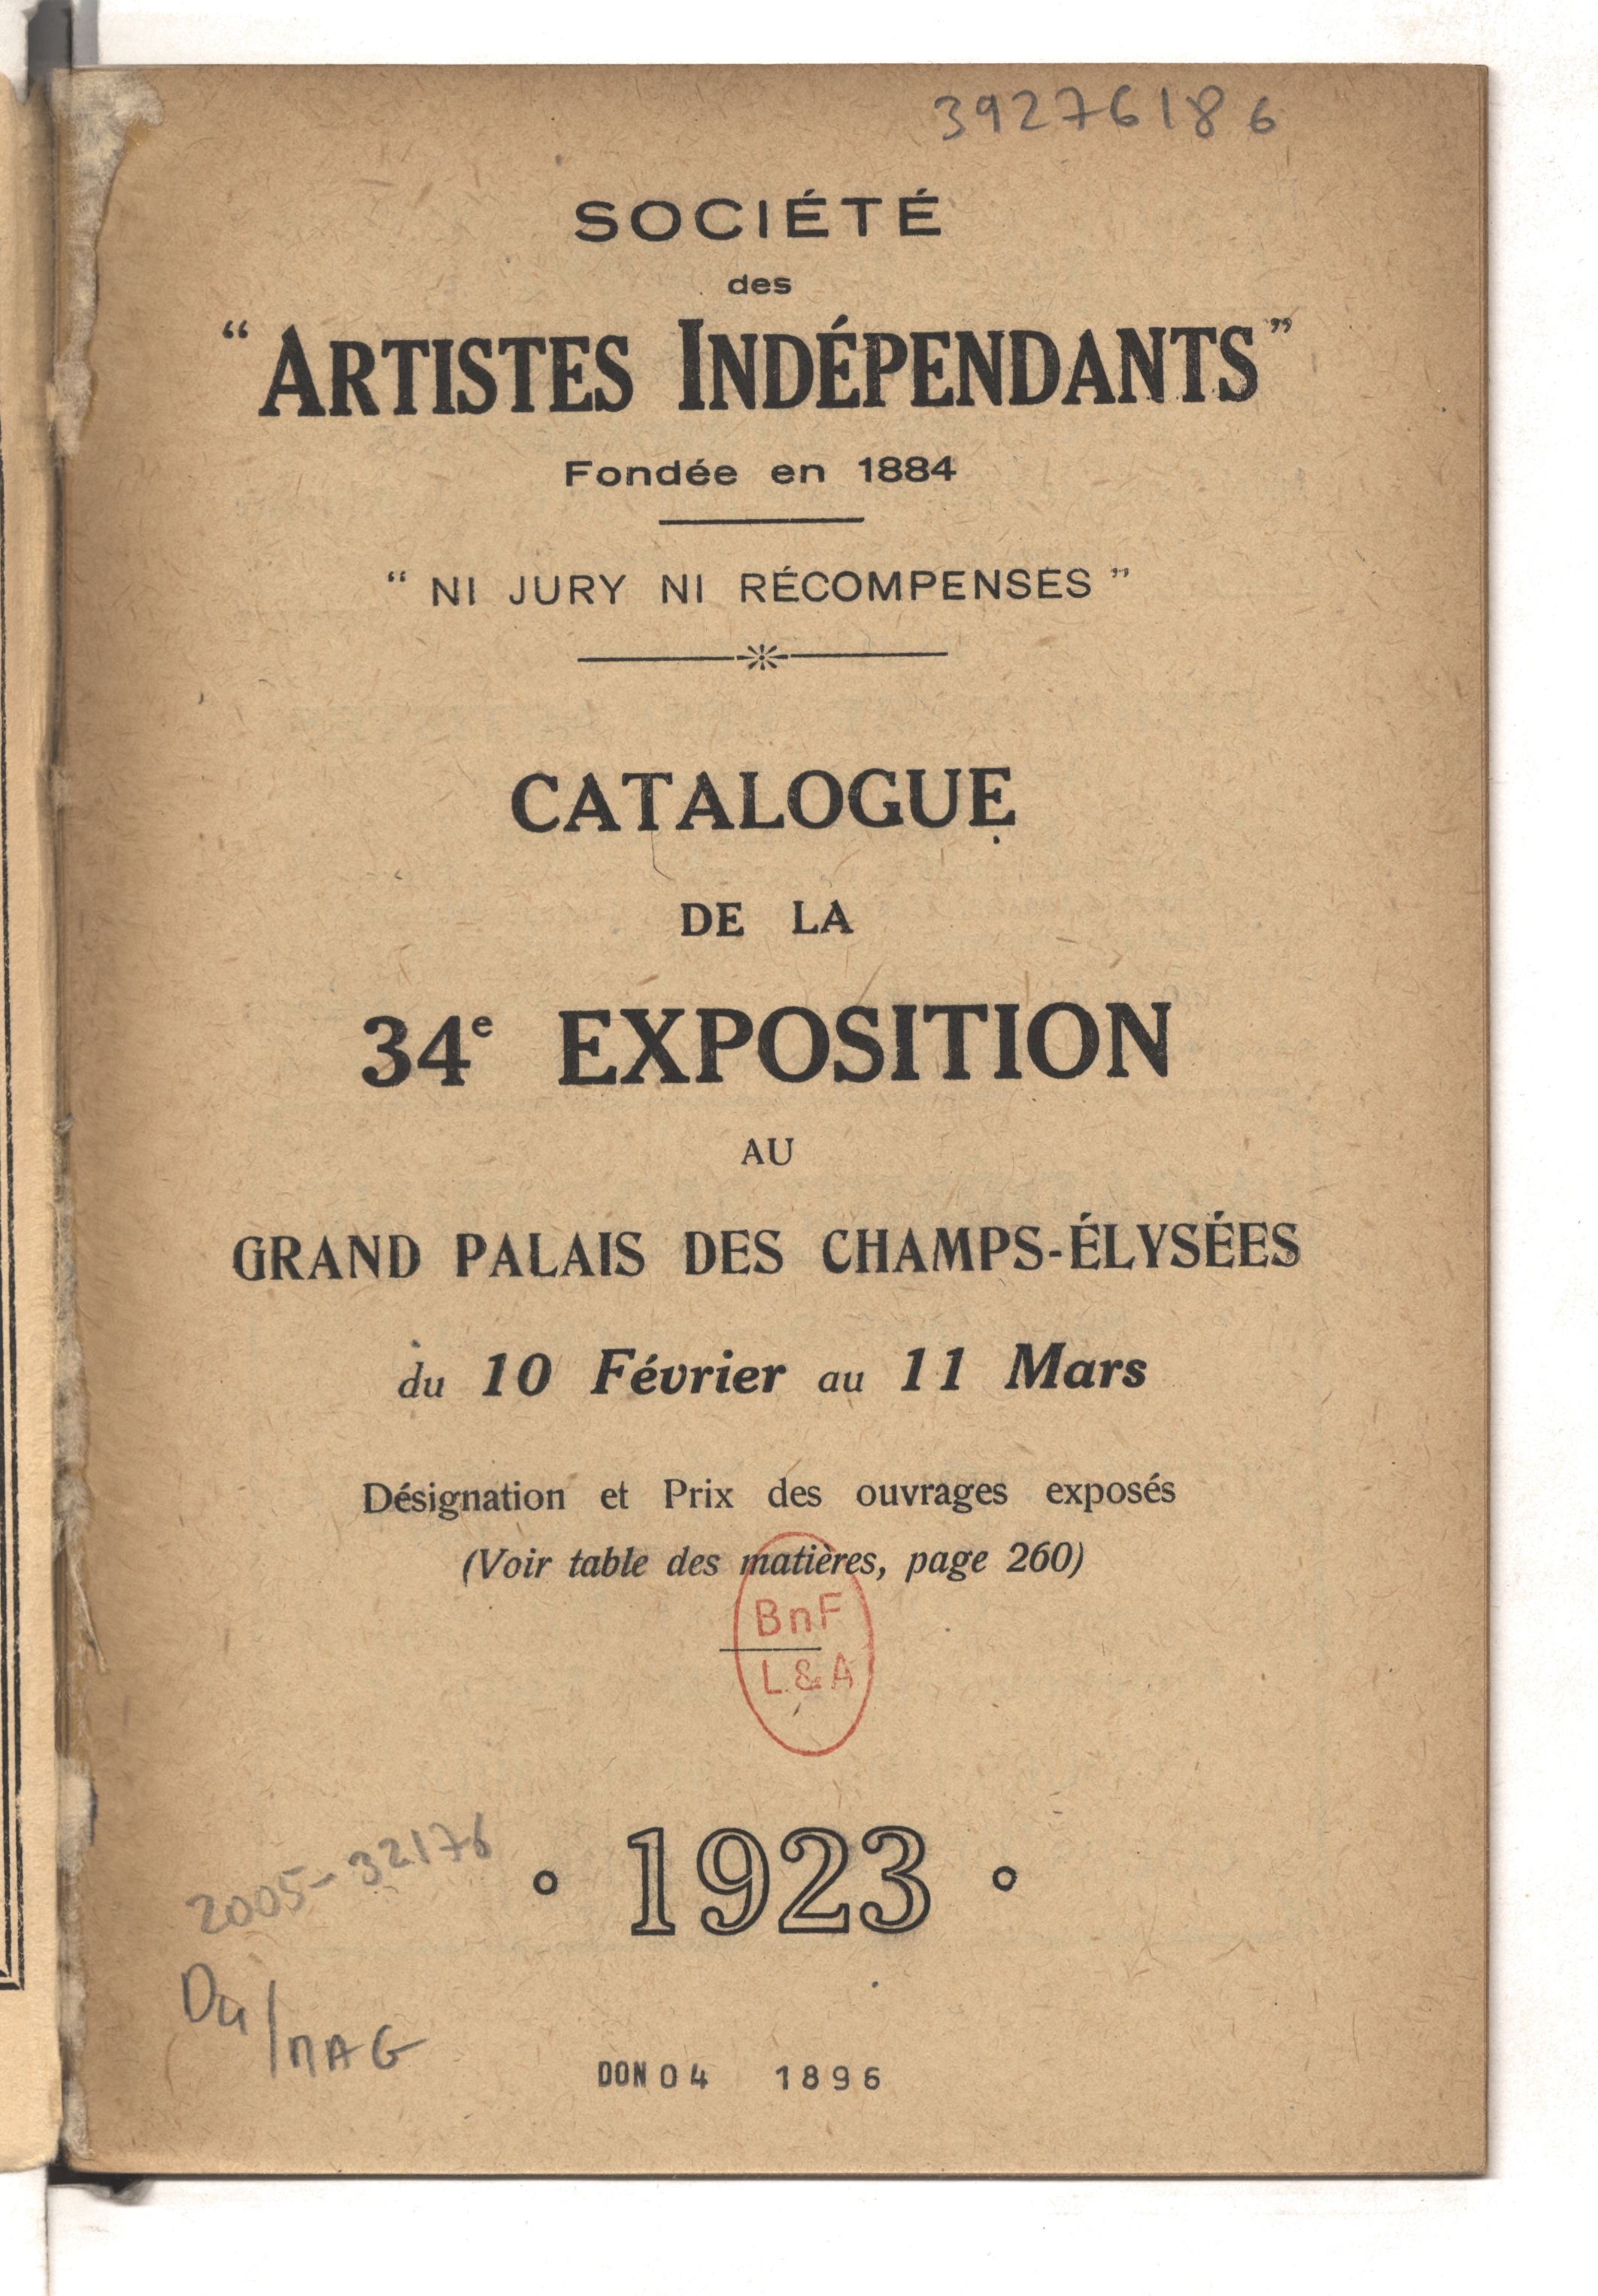 39276186
SOCIÉTÉ
des
“ARTISTES INDÉPENDANTS”
Fondée en 1884
“ NI JURY NI RÉCOMPENSES ”
CATALOGUE
DE LA
34e EXPOSITION
AU
GRAND PALAIS DES CHAMPS-ÉLYSÉES
du 10 Février au 11 Mars
Désignation et Prix des ouvrages exposés
(Voir table des matières, page 260)
BnF
L&A
2005-32176
1923
Du/MAG
DON 04 1896